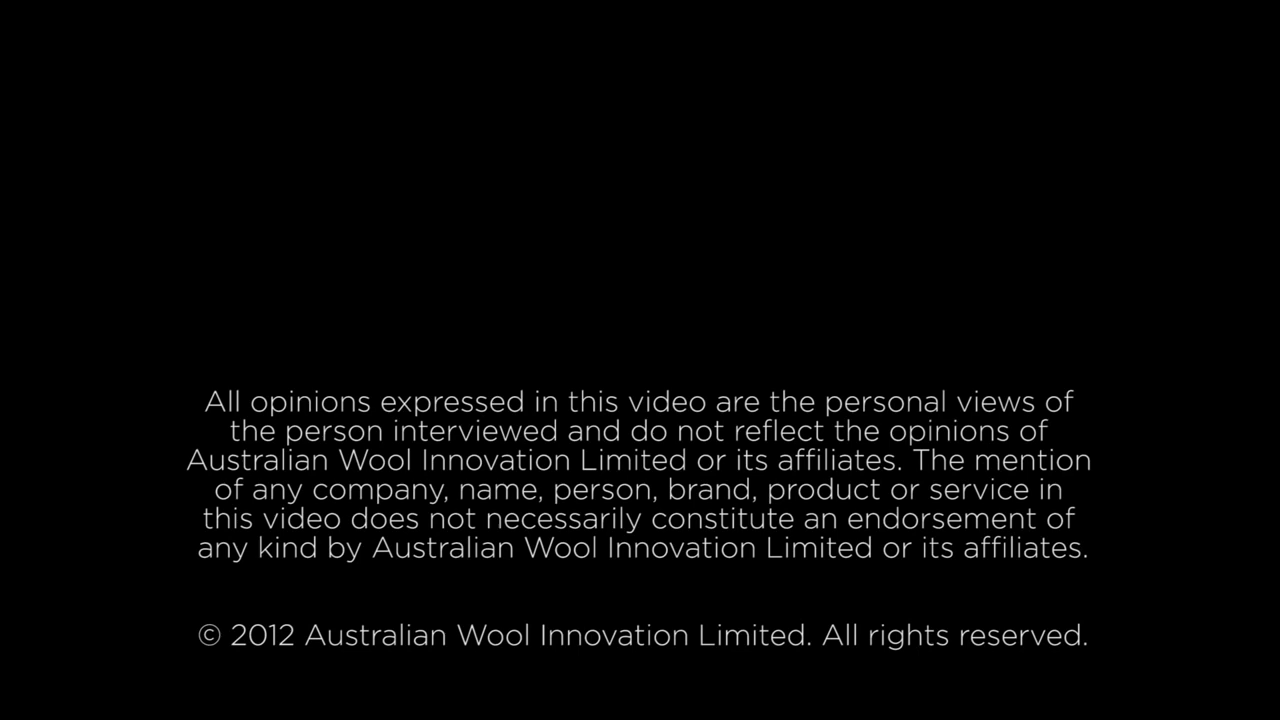 All opinions expressed in this video are the personal views of
the person interviewed and do not reflect the opinions of
Australian Wool Innovation Limited or its affiliates. The mention
of any company, name, person, brand, product or service in
this video does not necessarily constitute an endorsement of
any kind by Australian Wool Innovation Limited or its affiliates.
© 2012 Australian Wool Innovation Limited. All rights reserved.